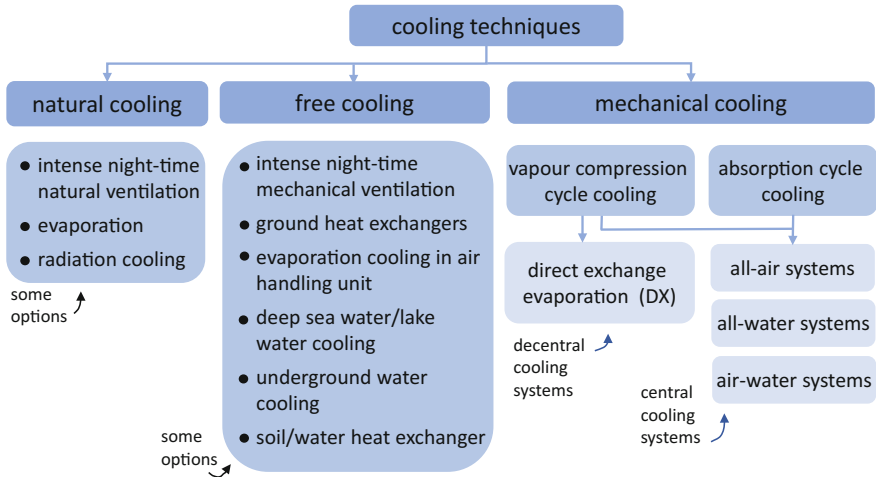 cooling techniques
natural cooling
free cooling
mechanical cooling
• intense night-time
natural ventilation
• evaporation
• radiation cooling
some
options
• intense night-time
mechanical ventilation
• ground heat exchangers
• evaporation cooling in air
handling unit
• deep sea water/lake
water cooling
• underground water
cooling
• soil/water heat exchanger
some
options
vapour compression
cycle cooling
absorption cycle
cooling
direct exchange
evaporation (DX)
decentral
cooling
systems
all-air systems
all-water systems
air-water systems
central
cooling
systems